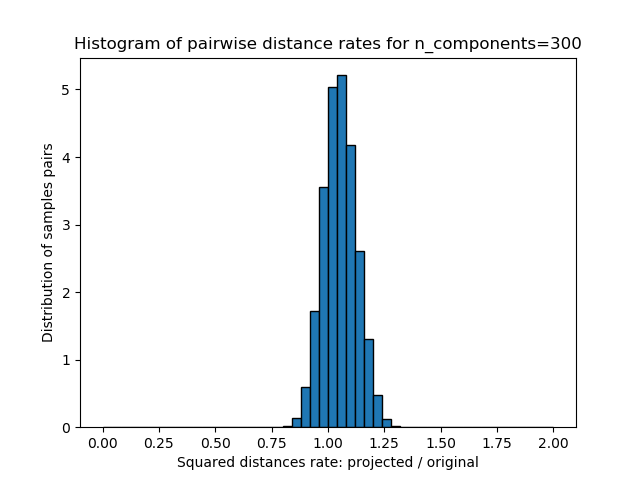 Histogram of pairwise distance rates for n_components=300
Distribution of samples pairs
5
4
3
2
1
0
0.00 0.25 0.50 0.75 1.00 1.25 1.50 1.75 2.00
Squared distances rate: projected / original